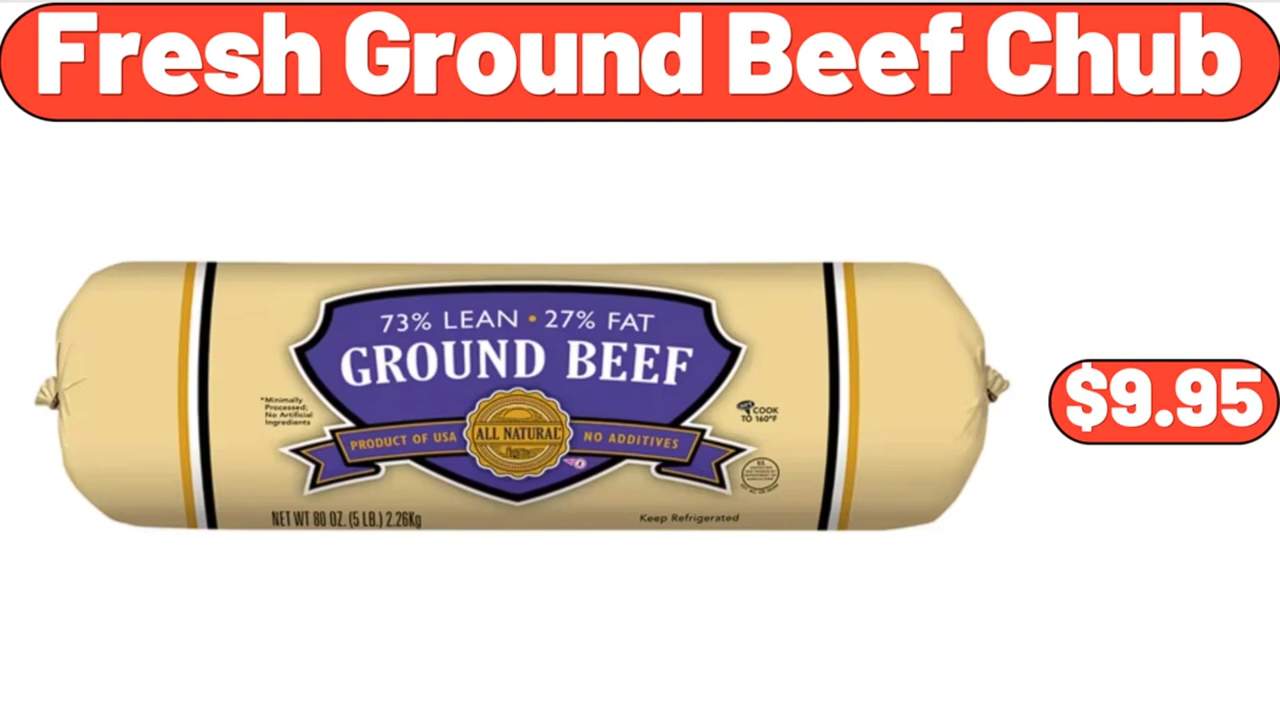 Fresh Ground Beef Chub
73% LEAN • 27% FAT
GROUND BEEF
*Minimally
Processed;
No Artificial
Ingredients
PRODUCT OF USA
ALL NATURAL*
NO ADDITIVES
COOK
TO 160°F
NET WT 80 OZ. (5 LB.) 2.26Kg
Keep Refrigerated
$9.95